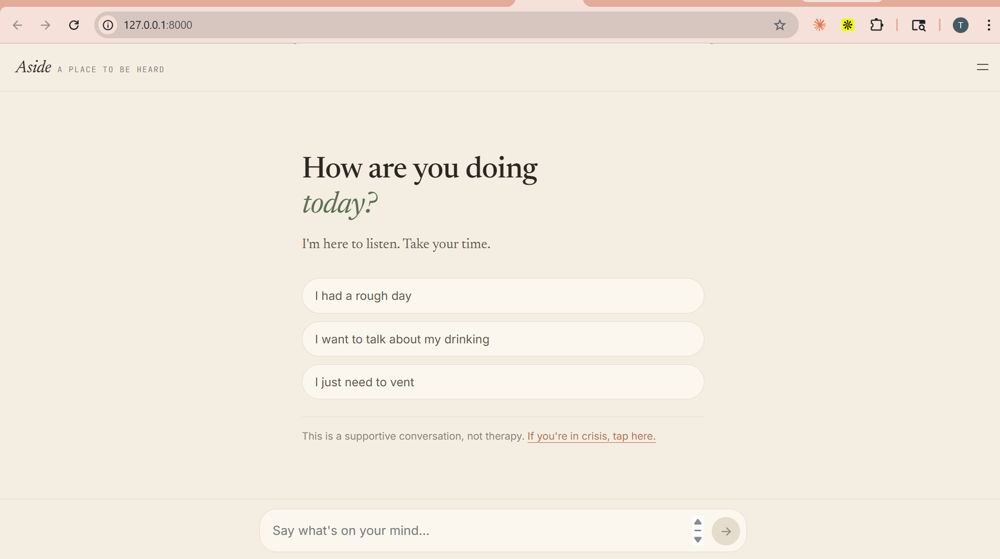 127.0.0.1:8000
T
Aside A PLACE TO BE HEARD
How are you doing
today?
I'm here to listen. Take your time.
I had a rough day
I want to talk about my drinking
I just need to vent
This is a supportive conversation, not therapy. If you're in crisis, tap here.
Say what's on your mind...